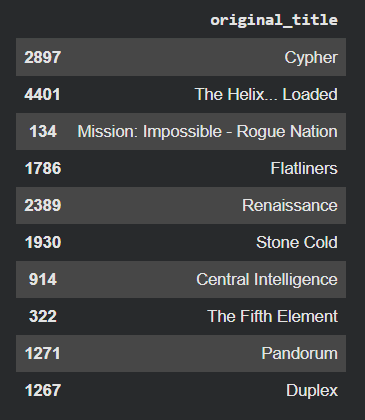 original_title
2897 Cypher
4401 The Helix... Loaded
134 Mission: Impossible - Rogue Nation
1786 Flatliners
2389 Renaissance
1930 Stone Cold
914 Central Intelligence
322 The Fifth Element
1271 Pandorum
1267 Duplex